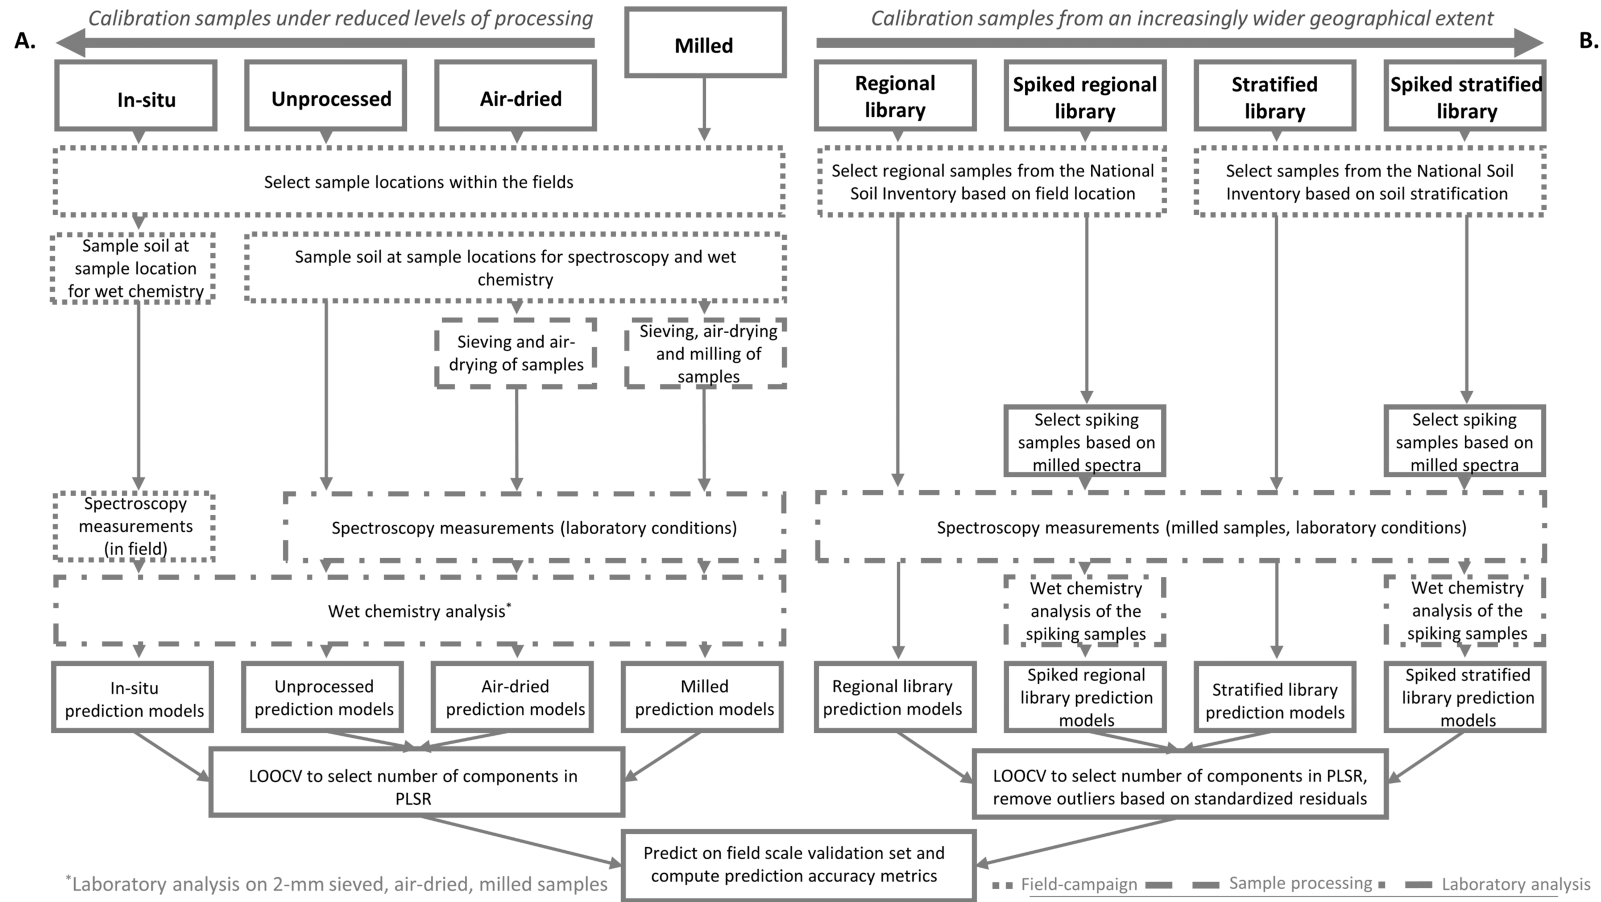 Calibration samples under reduced levels of processing
Calibration samples from an increasingly wider geographical extent
A.
B.
Milled
In-situ
Unprocessed
Air-dried
Regional
library
Spiked regional
library
Stratified
library
Spiked stratified
library
Select sample locations within the fields
Select regional samples from the National
Soil Inventory based on field location
Select samples from the National Soil
Inventory based on soil stratification
Sample soil at
sample location
for wet chemistry
Sample soil at sample locations for spectroscopy and wet
chemistry
Sieving and air-
drying of samples
Sieving, air-drying
and milling of
samples
Select spiking
samples based on
milled spectra
Select spiking
samples based on
milled spectra
Spectroscopy
measurements
(in field)
Spectroscopy measurements (laboratory conditions)
Spectroscopy measurements (milled samples, laboratory conditions)
Wet chemistry analysis*
Wet chemistry
analysis of the
spiking samples
Wet chemistry
analysis of the
spiking samples
In-situ
prediction models
Unprocessed
prediction models
Air-dried
prediction models
Milled
prediction models
Regional library
prediction models
Spiked regional
library prediction
models
Stratified library
prediction models
Spiked stratified
library prediction
models
LOOCV to select number of components in
PLSR
LOOCV to select number of components in PLSR,
remove outliers based on standardized residuals
Predict on field scale validation set and
compute prediction accuracy metrics
*Laboratory analysis on 2-mm sieved, air-dried, milled samples
Field-campaign
Sample processing
Laboratory analysis